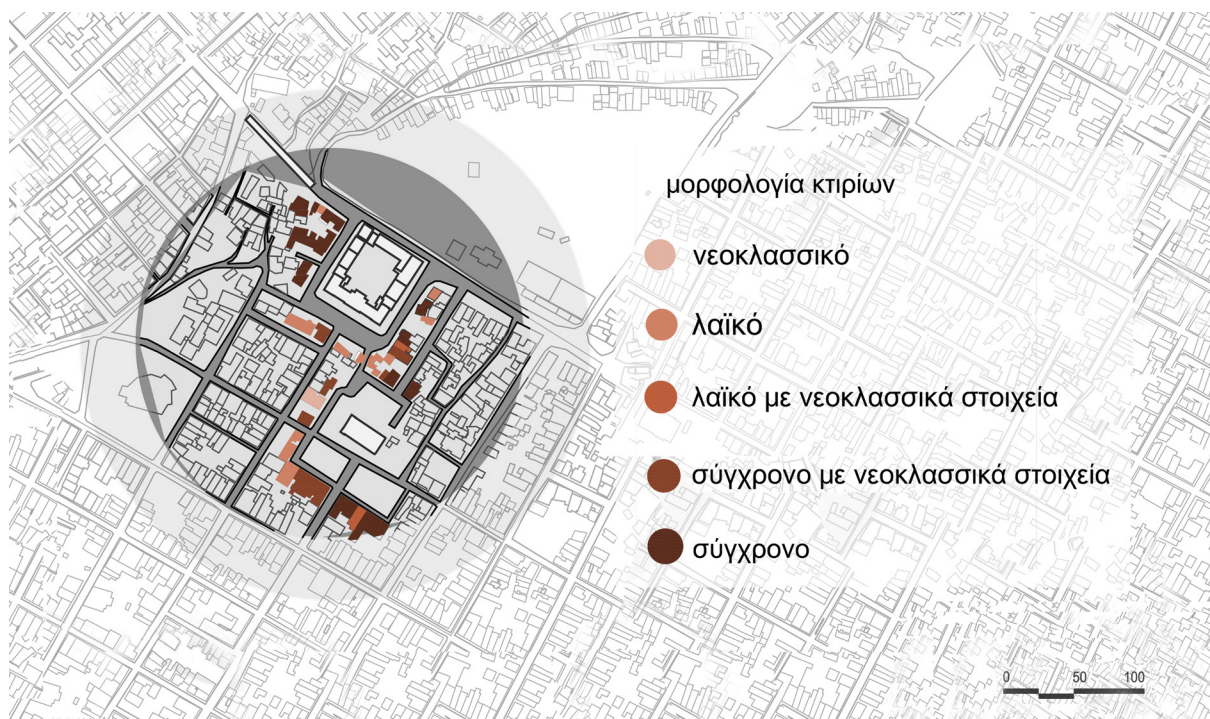 μορφολογία κτιρίων
νεοκλασσικό
λαϊκό
λαϊκό με νεοκλασσικά στοιχεία
σύγχρονο με νεοκλασσικά στοιχεία
σύγχρονο
0 50 100